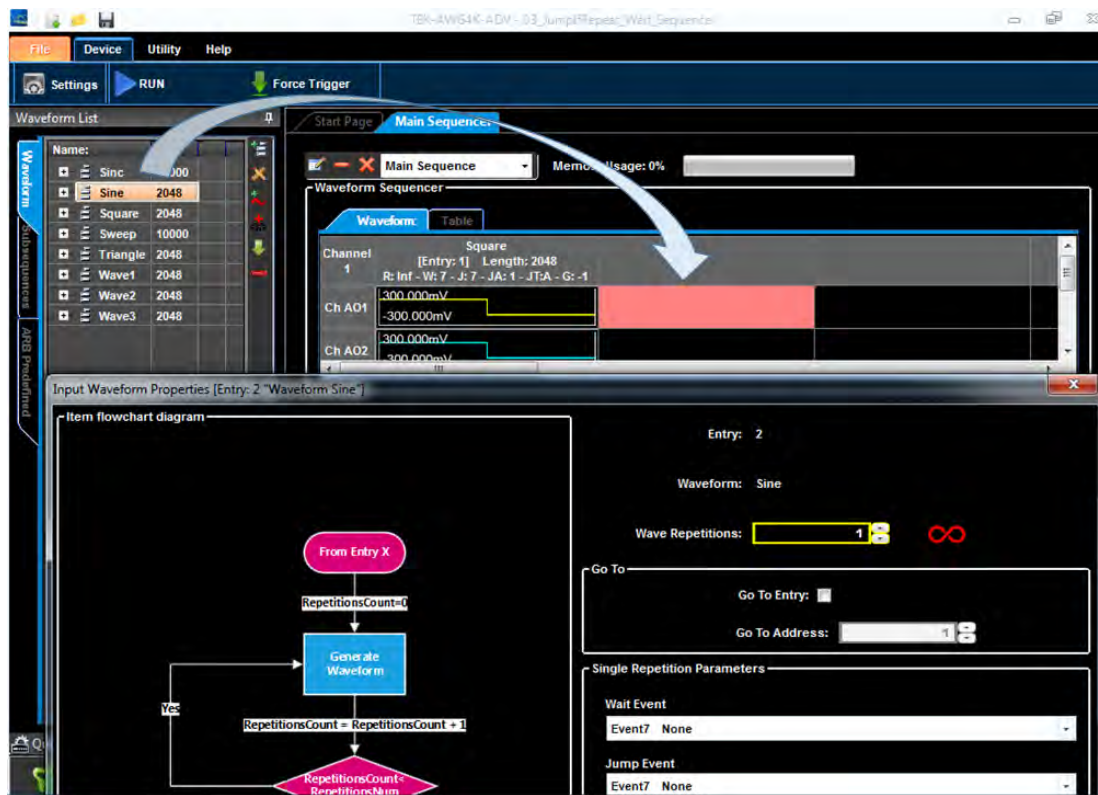 TBK-AWG4K-ADV - 03_JumpIfRepeat_Wait_Sequence
File Device Utility Help
Settings RUN Force Trigger
Waveform List
Start Page Main Sequencer
Name:
Waveform
Subsequences
ARB Predefined
Sinc
Sine 2048
Square 2048
Sweep 10000
Triangle 2048
Wave1 2048
Wave2 2048
Wave3 2048
Main Sequence
Memory Usage: 0%
Waveform Sequencer
Waveform: Table
Channel 1
Square
[Entry: 1] Length: 2048
R: Inf - W: 7 - J: 7 - JA: 1 - JT:A - G: -1
Ch AO1
300.000mV
-300.000mV
Ch AO2
300.000mV
-300.000mV
Input Waveform Properties [Entry: 2 "Waveform Sine"]
Item flowchart diagram
From Entry X
RepetitionsCount=0
Generate Waveform
Yes
RepetitionsCount = RepetitionsCount + 1
RepetitionsCount<
RepetitionsNum
Entry: 2
Waveform: Sine
Wave Repetitions: 1
Go To
Go To Entry:
Go To Address: 1
Single Repetition Parameters
Wait Event
Event7 None
Jump Event
Event7 None